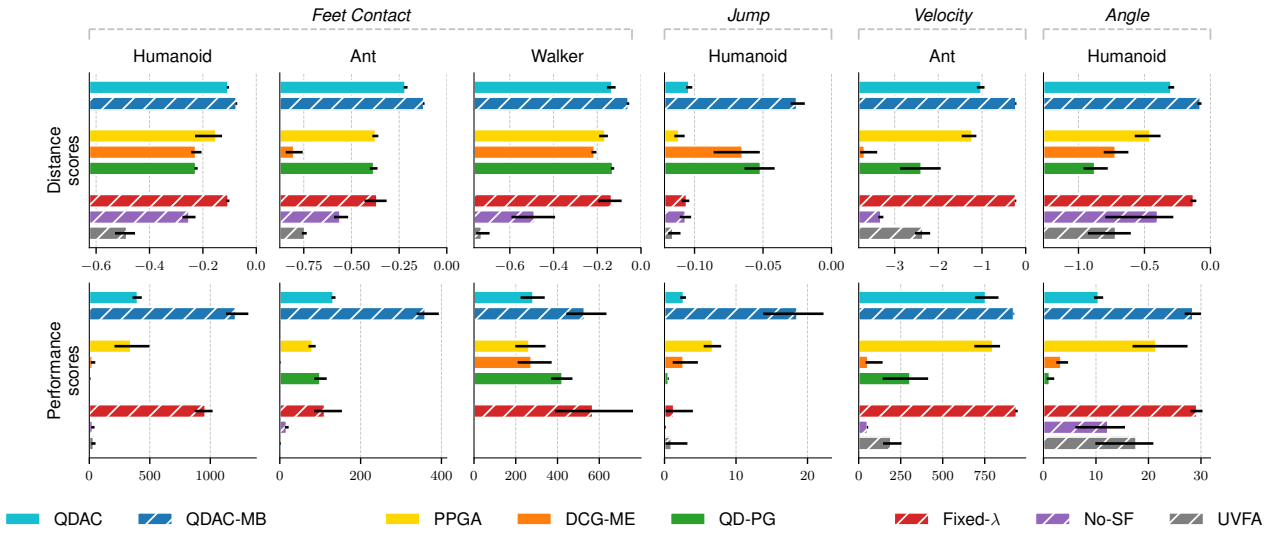 Feet Contact Jump Velocity Angle
Humanoid Ant Walker Humanoid Ant Humanoid
Distance
scores
−0.6 −0.4 −0.2 0.0 −0.75 −0.50 −0.25 0.00 −0.6 −0.4 −0.2 0.0 −0.10 −0.05 0.00 −3 −2 −1 0 −1.0 −0.5 0.0
Performance
scores
0 500 1000 0 200 400 0 200 400 600 0 10 20 0 250 500 750 0 10 20 30
QDAC QDAC-MB PPGA DCG-ME QD-PG Fixed-λ No-SF UVFA